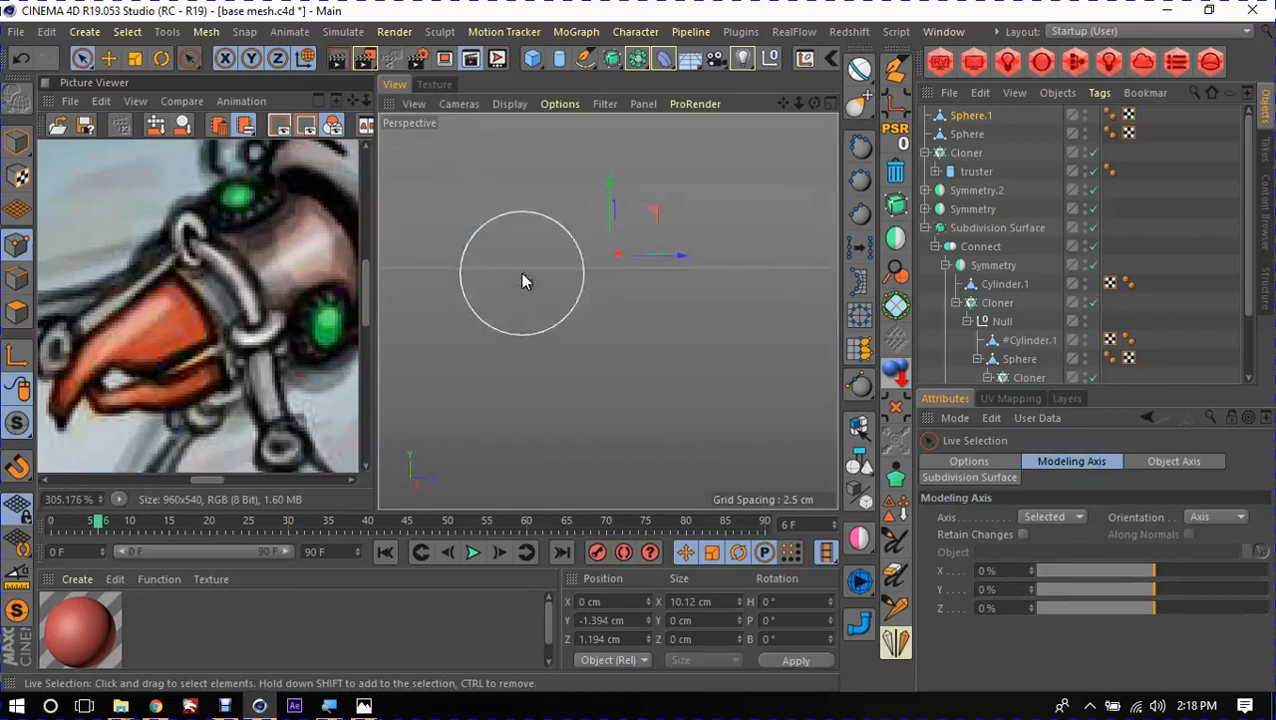 CINEMA 4D R19.053 Studio (RC - R19) - [base mesh.c4d *] - Main
File Edit Create Select Tools Mesh Snap Animate Simulate Render Sculpt Motion Tracker MoGraph Character Pipeline Plugins RealFlow Redshift Script Window Layout: Startup (User)
Picture Viewer
File Edit View Compare Animation
View Texture
View Cameras Display Options Filter Panel ProRender
Perspective
Grid Spacing : 2.5 cm
PSR
0
File Edit View Objects Tags Bookmar
Sphere.1
Sphere
Cloner
truster
Symmetry.2
Symmetry
Subdivision Surface
Connect
Symmetry
Cylinder.1
Cloner
Null
#Cylinder.1
Sphere
Cloner
Objects
Takes
Content Browser
Structure
Attributes UV Mapping Layers
Mode Edit User Data
Live Selection
Options Modeling Axis Object Axis
Subdivision Surface
Modeling Axis
Axis Selected Orientation Axis
Retain Changes Along Normals
Object
X 0 %
Y 0 %
Z 0 %
305.176 % Size: 960x540, RGB (8 Bit), 1.60 MB
0 5 6 10 15 20 25 30 35 40 45 50 55 60 65 70 75 80 85 90 6 F
0 F 0 F 90 F 90 F
Create Edit Function Texture
Position Size Rotation
X 0 cm X 10.12 cm H 0 °
Y -1.394 cm Y 0 cm P 0 °
Z 1.194 cm Z 0 cm B 0 °
Object (Rel) Size Apply
Live Selection: Click and drag to select elements. Hold down SHIFT to add to the selection, CTRL to remove.
2:18 PM